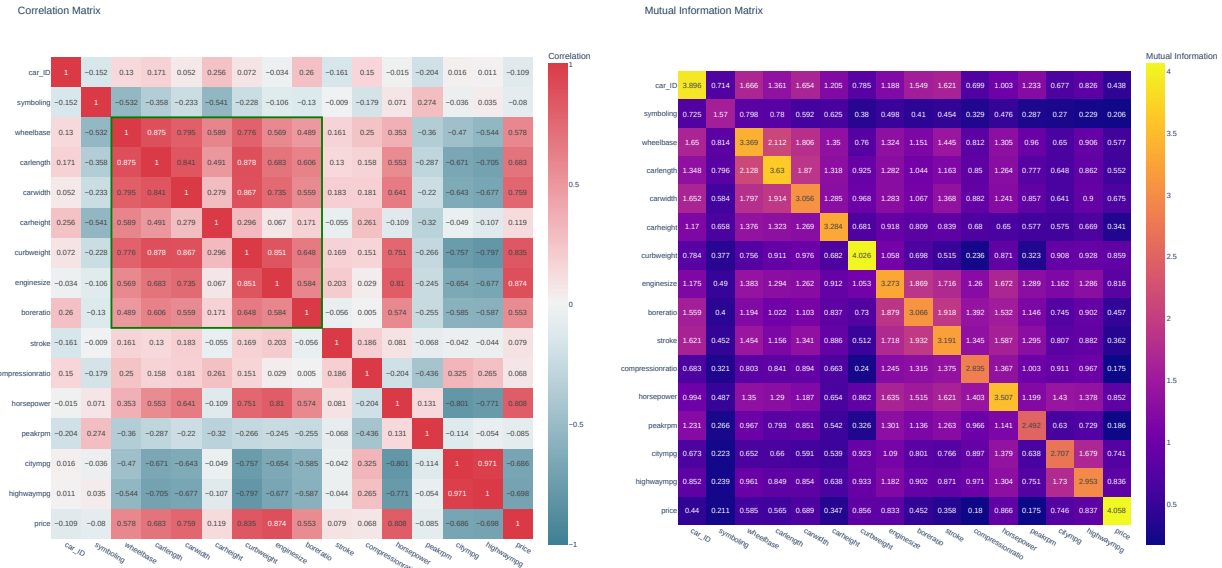 Correlation Matrix
Correlation
car_ID 1 −0.152 0.13 0.171 0.052 0.256 0.072 −0.034 0.26 −0.161 0.15 −0.015 −0.204 0.016 0.011 −0.109
symboling −0.152 1 −0.532 −0.358 −0.233 −0.541 −0.228 −0.106 −0.13 −0.009 −0.179 0.071 0.274 −0.036 0.035 −0.08
wheelbase 0.13 −0.532 1 0.875 0.795 0.589 0.776 0.569 0.489 0.161 0.25 0.353 −0.36 −0.47 −0.544 0.578
carlength 0.171 −0.358 0.875 1 0.841 0.491 0.878 0.683 0.606 0.13 0.158 0.553 −0.287 −0.671 −0.705 0.683
carwidth 0.052 −0.233 0.795 0.841 1 0.279 0.867 0.735 0.559 0.183 0.181 0.641 −0.22 −0.643 −0.677 0.759
carheight 0.256 −0.541 0.589 0.491 0.279 1 0.296 0.067 0.171 −0.055 0.261 −0.109 −0.32 −0.049 −0.107 0.119
curbweight 0.072 −0.228 0.776 0.878 0.867 0.296 1 0.851 0.648 0.169 0.151 0.751 −0.266 −0.757 −0.797 0.835
enginesize −0.034 −0.106 0.569 0.683 0.735 0.067 0.851 1 0.584 0.203 0.029 0.81 −0.245 −0.654 −0.677 0.874
boreratio 0.26 −0.13 0.489 0.606 0.559 0.171 0.648 0.584 1 −0.056 0.005 0.574 −0.255 −0.585 −0.587 0.553
stroke −0.161 −0.009 0.161 0.13 0.183 −0.055 0.169 0.203 −0.056 1 0.186 0.081 −0.068 −0.042 −0.044 0.079
ompressionratio 0.15 −0.179 0.25 0.158 0.181 0.261 0.151 0.029 0.005 0.186 1 −0.204 −0.436 0.325 0.265 0.068
horsepower −0.015 0.071 0.353 0.553 0.641 −0.109 0.751 0.81 0.574 0.081 −0.204 1 0.131 −0.801 −0.771 0.808
peakrpm −0.204 0.274 −0.36 −0.287 −0.22 −0.32 −0.266 −0.245 −0.255 −0.068 −0.436 0.131 1 −0.114 −0.054 −0.085
citympg 0.016 −0.036 −0.47 −0.671 −0.643 −0.049 −0.757 −0.654 −0.585 −0.042 0.325 −0.801 −0.114 1 0.971 −0.686
highwaympg 0.011 0.035 −0.544 −0.705 −0.677 −0.107 −0.797 −0.677 −0.587 −0.044 0.265 −0.771 −0.054 0.971 1 −0.698
price −0.109 −0.08 0.578 0.683 0.759 0.119 0.835 0.874 0.553 0.079 0.068 0.808 −0.085 −0.686 −0.698 1
car_ID symboling wheelbase carlength carwidth carheight curbweight enginesize boreratio stroke horsepower peakrpm citympg highwaympg price
1
0.5
0
−0.5
−1
Mutual Information Matrix
Mutual Information
car_ID 3.896 0.714 1.666 1.361 1.654 1.205 0.785 1.188 1.549 1.621 0.699 1.003 1.233 0.677 0.826 0.438
symboling 0.725 1.57 0.798 0.78 0.592 0.625 0.38 0.498 0.41 0.454 0.329 0.476 0.287 0.27 0.229 0.206
wheelbase 1.65 0.814 3.369 2.112 1.806 1.35 0.76 1.324 1.151 1.445 0.812 1.305 0.96 0.65 0.906 0.577
carlength 1.348 0.796 2.128 3.63 1.87 1.318 0.925 1.282 1.044 1.163 0.85 1.264 0.777 0.648 0.862 0.552
carwidth 1.652 0.584 1.797 1.914 3.056 1.285 0.968 1.283 1.067 1.368 0.882 1.241 0.857 0.641 0.9 0.675
carheight 1.17 0.658 1.376 1.323 1.269 3.284 0.681 0.918 0.809 0.839 0.68 0.65 0.577 0.575 0.669 0.341
curbweight 0.784 0.377 0.756 0.911 0.976 0.682 4.026 1.058 0.698 0.515 0.236 0.871 0.323 0.908 0.938 0.859
enginesize 1.175 0.49 1.383 1.294 1.262 0.912 1.053 3.273 1.869 1.716 1.26 1.672 1.289 1.162 1.286 0.816
boreratio 1.559 0.4 1.194 1.022 1.103 0.837 0.73 1.879 3.066 1.918 1.392 1.532 1.146 0.745 0.902 0.457
stroke 1.621 0.452 1.454 1.156 1.341 0.886 0.512 1.718 1.932 3.191 1.345 1.587 1.295 0.807 0.882 0.362
compressionratio 0.683 0.321 0.803 0.841 0.894 0.663 0.24 1.245 1.315 1.375 2.835 1.367 1.003 0.911 0.967 0.175
horsepower 0.994 0.487 1.35 1.29 1.187 0.654 0.862 1.635 1.515 1.621 1.403 3.507 1.199 1.43 1.378 0.852
peakrpm 1.231 0.266 0.967 0.793 0.851 0.542 0.326 1.301 1.136 1.263 0.966 1.141 2.492 0.63 0.729 0.186
citympg 0.673 0.223 0.652 0.66 0.591 0.539 0.923 1.09 0.801 0.766 0.897 1.379 0.638 2.707 1.679 0.741
highwaympg 0.852 0.239 0.961 0.849 0.854 0.638 0.933 1.182 0.902 0.871 0.971 1.304 0.751 1.73 2.953 0.836
price 0.44 0.211 0.585 0.565 0.689 0.347 0.856 0.833 0.452 0.358 0.18 0.866 0.175 0.746 0.837 4.058
car_ID symboling wheelbase carlength carwidth carheight curbweight enginesize boreratio stroke compressionratio horsepower peakrpm citympg highwaympg price
4
3.5
3
2.5
2
1.5
1
0.5